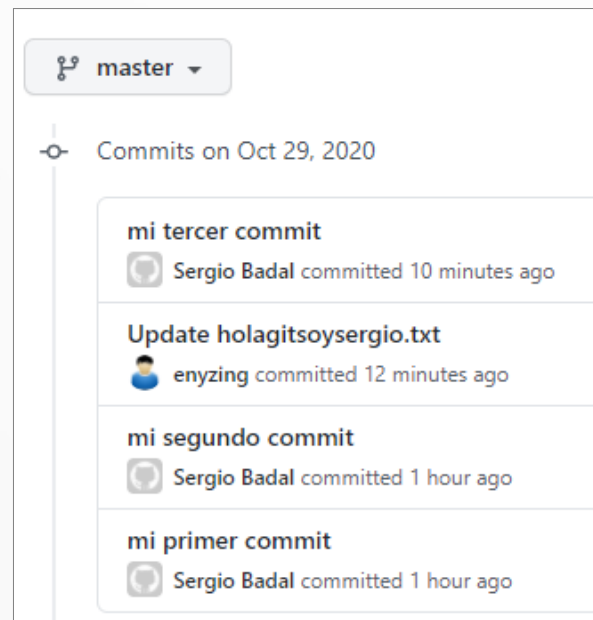 master
Commits on Oct 29, 2020
mi tercer commit
Sergio Badal committed 10 minutes ago
Update holagitsoysergio.txt
enyzing committed 12 minutes ago
mi segundo commit
Sergio Badal committed 1 hour ago
mi primer commit
Sergio Badal committed 1 hour ago